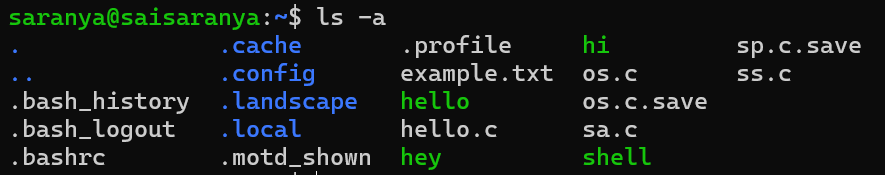 saranya@saisaranya:~$ ls -a
. .cache .profile hi sp.c.save
.. .config example.txt os.c ss.c
.bash_history .landscape hello os.c.save
.bash_logout .local hello.c sa.c
.bashrc .motd_shown hey shell